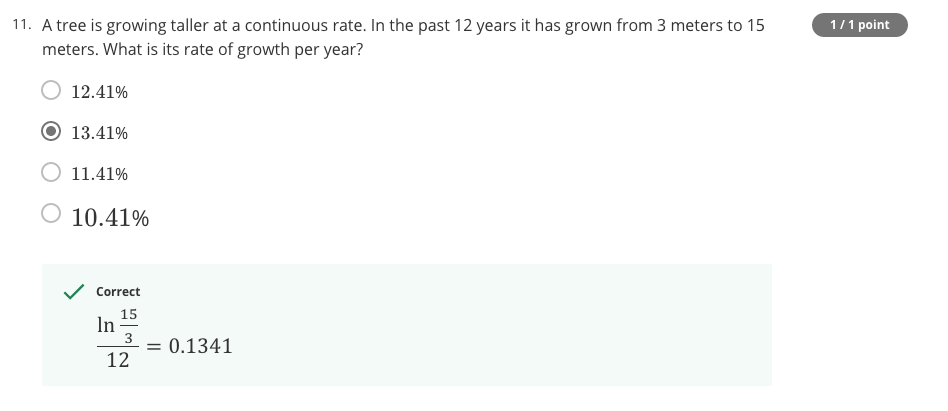 11. A tree is growing taller at a continuous rate. In the past 12 years it has grown from 3 meters to 15
meters. What is its rate of growth per year?
1 / 1 point
12.41%
13.41%
11.41%
10.41%
Correct
ln 15/3
/ 12 = 0.1341